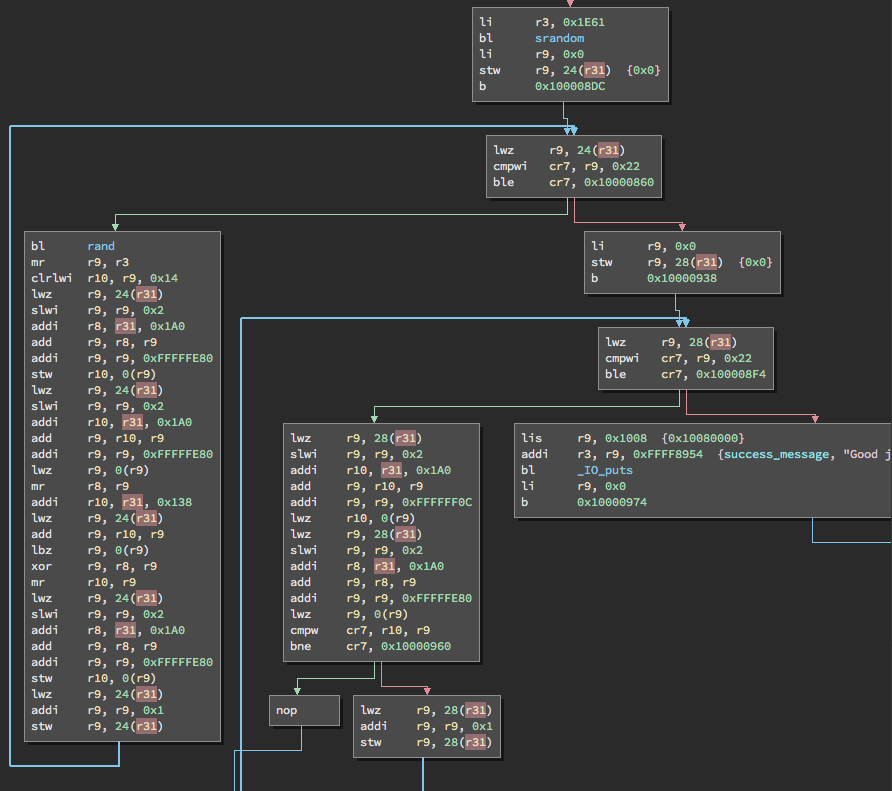 li r3, 0x1E61
bl srandom
li r9, 0x0
stw r9, 24(r31) {0x0}
b 0x100008DC
lwz r9, 24(r31)
cmpwi cr7, r9, 0x22
ble cr7, 0x10000860
bl rand
mr r9, r3
clrlwi r10, r9, 0x14
lwz r9, 24(r31)
slwi r9, r9, 0x2
addi r8, r31, 0x1A0
add r9, r8, r9
addi r9, r9, 0xFFFFFE80
stw r10, 0(r9)
lwz r9, 24(r31)
slwi r9, r9, 0x2
addi r10, r31, 0x1A0
add r9, r10, r9
addi r9, r9, 0xFFFFFE80
lwz r9, 0(r9)
mr r8, r9
addi r10, r31, 0x138
lwz r9, 24(r31)
add r9, r10, r9
lbz r9, 0(r9)
xor r9, r8, r9
mr r10, r9
lwz r9, 24(r31)
slwi r9, r9, 0x2
addi r8, r31, 0x1A0
add r9, r8, r9
addi r9, r9, 0xFFFFFE80
stw r10, 0(r9)
lwz r9, 24(r31)
addi r9, r9, 0x1
stw r9, 24(r31)
li r9, 0x0
stw r9, 28(r31) {0x0}
b 0x10000938
lwz r9, 28(r31)
cmpwi cr7, r9, 0x22
ble cr7, 0x100008F4
lwz r9, 28(r31)
slwi r9, r9, 0x2
addi r10, r31, 0x1A0
add r9, r10, r9
addi r9, r9, 0xFFFFFF0C
lwz r10, 0(r9)
lwz r9, 28(r31)
slwi r9, r9, 0x2
addi r8, r31, 0x1A0
add r9, r8, r9
addi r9, r9, 0xFFFFFE80
lwz r9, 0(r9)
cmpw cr7, r10, r9
bne cr7, 0x10000960
lis r9, 0x1008 {0x10080000}
addi r3, r9, 0xFFFF8954 {success_message, "Good j
bl _IO_puts
li r9, 0x0
b 0x10000974
nop
lwz r9, 28(r31)
addi r9, r9, 0x1
stw r9, 28(r31)